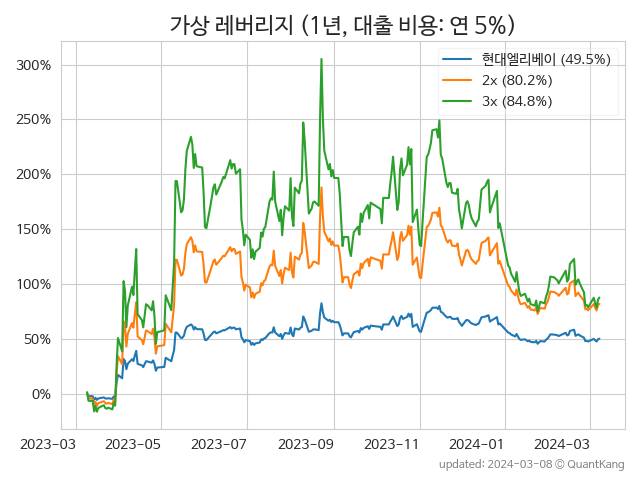 가상 레버리지 (1년, 대출 비용: 연 5%)
현대엘리베이 (49.5%)
2x (80.2%)
3x (84.8%)
300%
250%
200%
150%
100%
50%
0%
2023-03
2023-05
2023-07
2023-09
2023-11
2024-01
2024-03
updated: 2024-03-08 © QuantKang